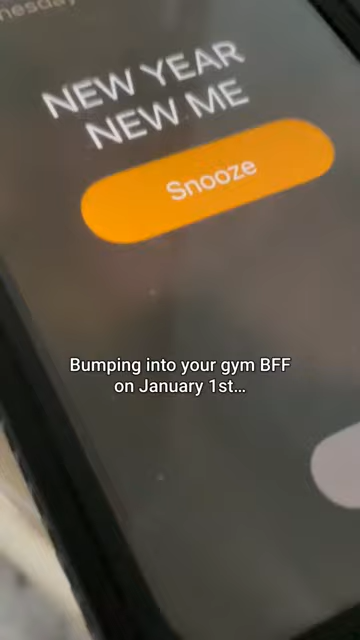 NEW YEAR
NEW ME
Snooze
Bumping into your gym BFF
on January 1st...